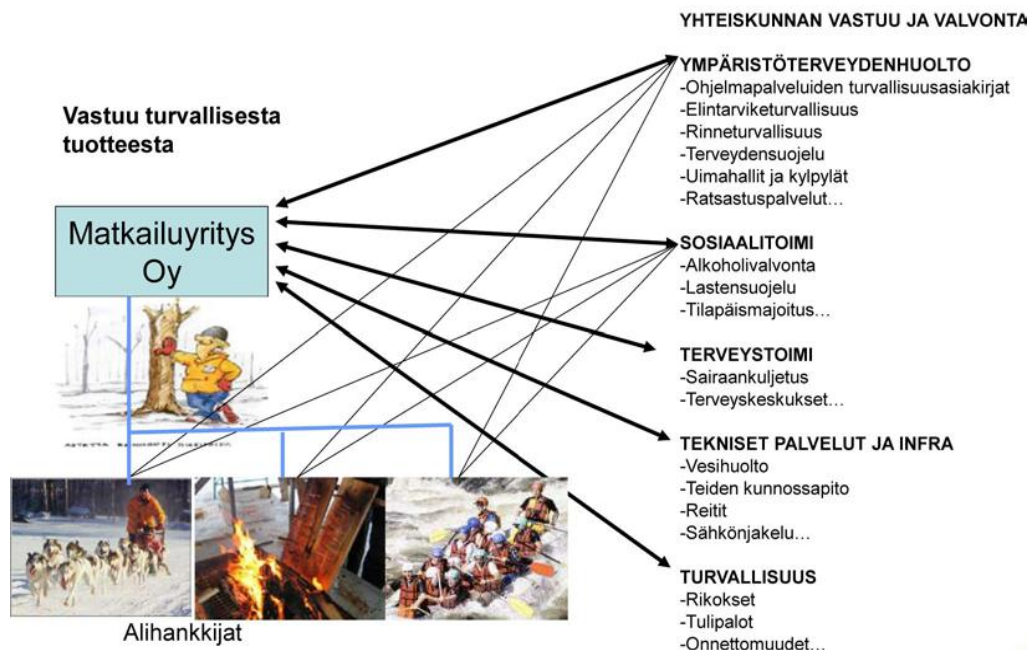 YHTEISKUNNAN VASTUU JA VALVONTA
Vastuu turvallisesta
tuotteesta
Matkailuyritys
Oy
Alihankkijat
YMPÄRISTÖTERVEYDENHUOLTO
-Ohjelmapalveluiden turvallisuusasiakirjat
-Elintarviketurvallisuus
-Rinneturvallisuus
-Terveydensuojelu
-Uimahallit ja kylpylät
-Ratsastuspalvelut…
SOSIAALITOIMI
-Alkoholivalvonta
-Lastensuojelu
-Tilapäismajoitus…
TERVEYSTOIMI
-Sairaankuljetus
-Terveyskeskukset…
TEKNISET PALVELUT JA INFRA
-Vesihuolto
-Teiden kunnossapito
-Reitit
-Sähkönjakelu…
TURVALLISUUS
-Rikokset
-Tulipalot
-Onnettomuudet…